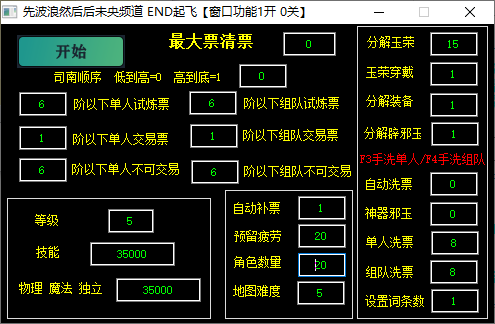 先波浪然后后未央频道 END起飞【窗口功能1开 0关】
开始
最大票清票 0
司南顺序 低到高=0 高到底=1 0
6 阶以下单人试炼票 6 阶以下组队试炼票
1 阶以下单人交易票 1 阶以下组队交易票
6 阶以下单人不可交易 6 阶以下组队不可交易
等级 5
技能 35000
物理 魔法 独立 35000
自动补票 1
预留疲劳 20
角色数量 20
地图难度 5
分解玉荣 15
玉荣穿戴 1
分解装备 1
分解辟邪玉 1
F3手洗单人/F4手洗组队
自动洗票 0
神器邪玉 0
单人洗票 8
组队洗票 8
设置词条数 1